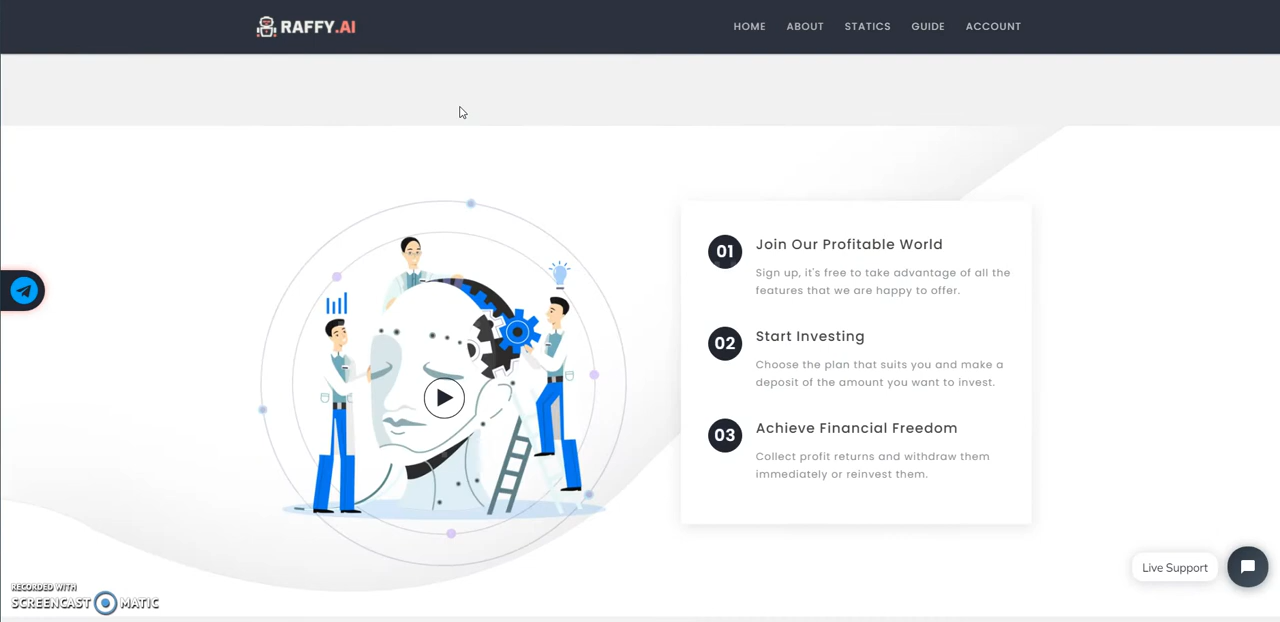 RAFFY.AI
HOME ABOUT STATICS GUIDE ACCOUNT
01 Join Our Profitable World
Sign up, it's free to take advantage of all the
features that we are happy to offer.
02 Start Investing
Choose the plan that suits you and make a
deposit of the amount you want to invest.
03 Achieve Financial Freedom
Collect profit returns and withdraw them
immediately or reinvest them.
Live Support
RECORDED WITH
SCREENCAST MATIC